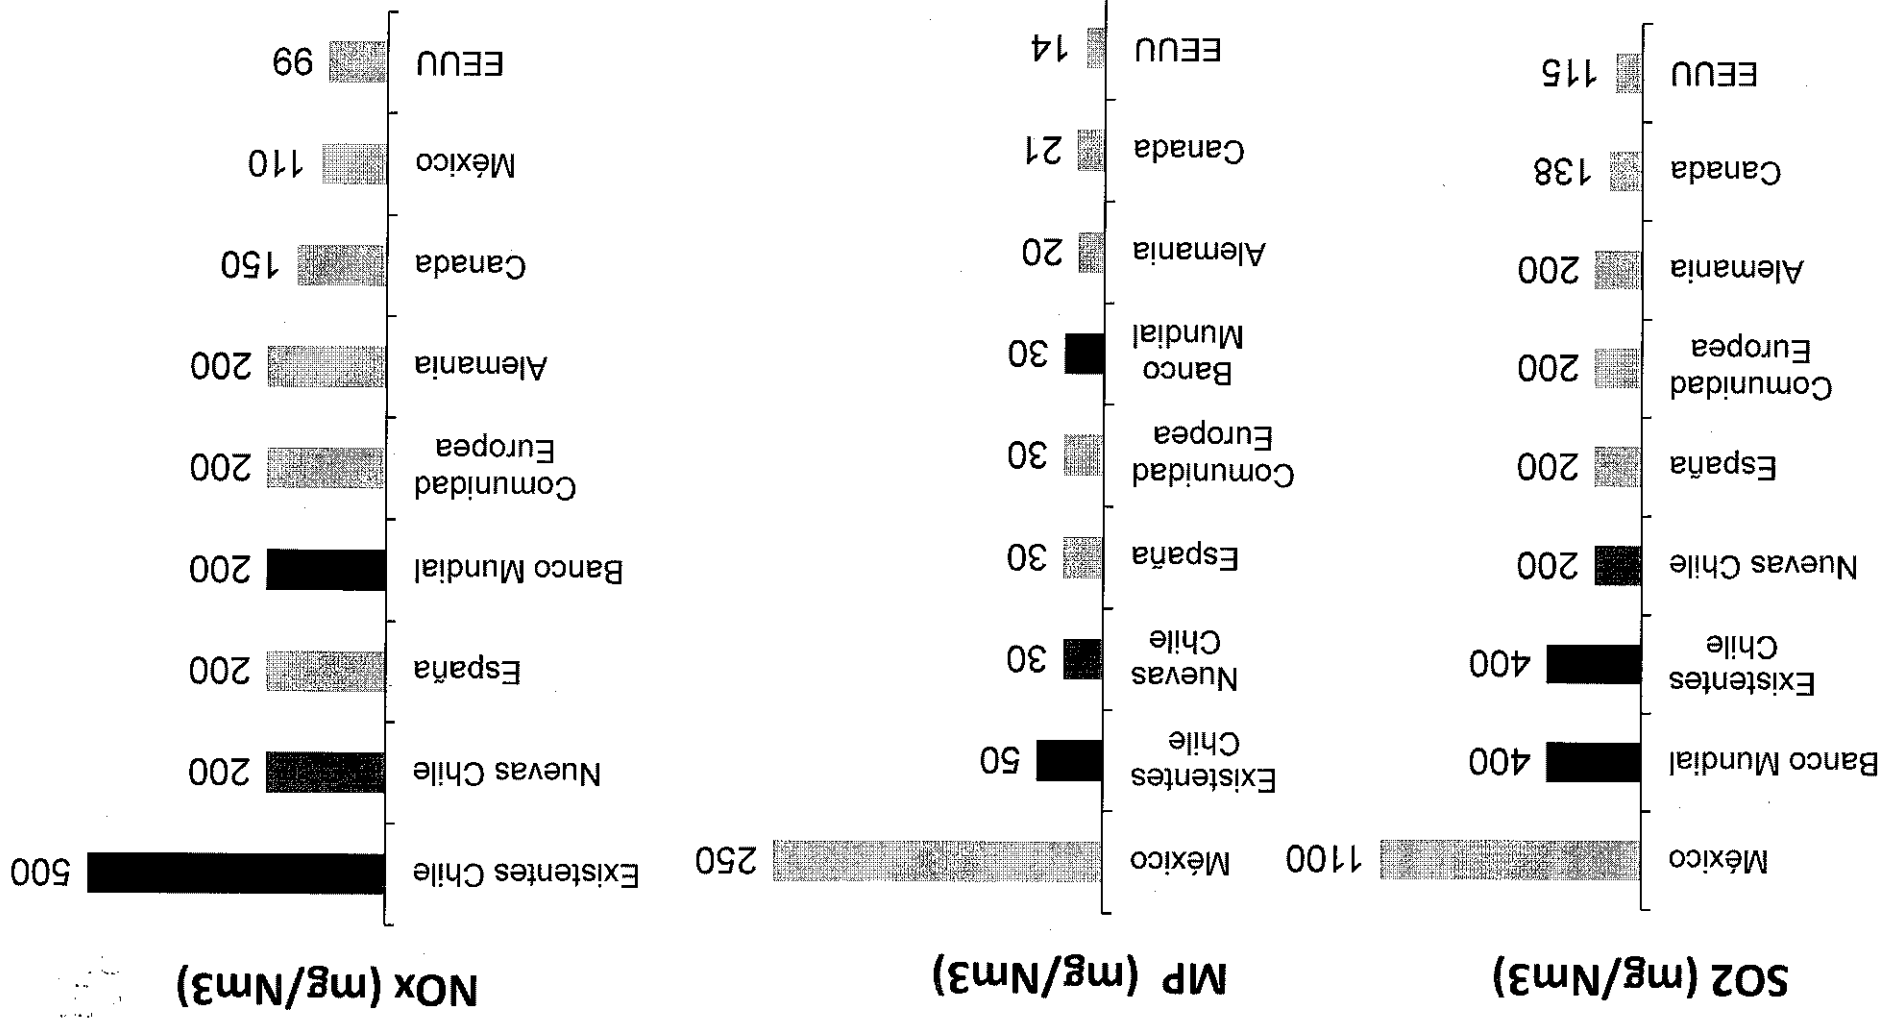 SO2 (mg/Nm3)
México
1100
Banco Mundial
400
Existentes
Chile
400
Nuevas Chile
200
España
200
Comunidad
Europea
200
Alemania
200
Canada
138
EEUU
115
MP (mg/Nm3)
México
250
Existentes
Chile
50
Nuevas
Chile
30
España
30
Comunidad
Europea
30
Banco
Mundial
30
Alemania
20
Canada
21
EEUU
14
NOx (mg/Nm3)
Existentes Chile
500
Nuevas Chile
200
España
200
Banco Mundial
200
Comunidad
Europea
200
Alemania
200
Canada
150
México
110
EEUU
99